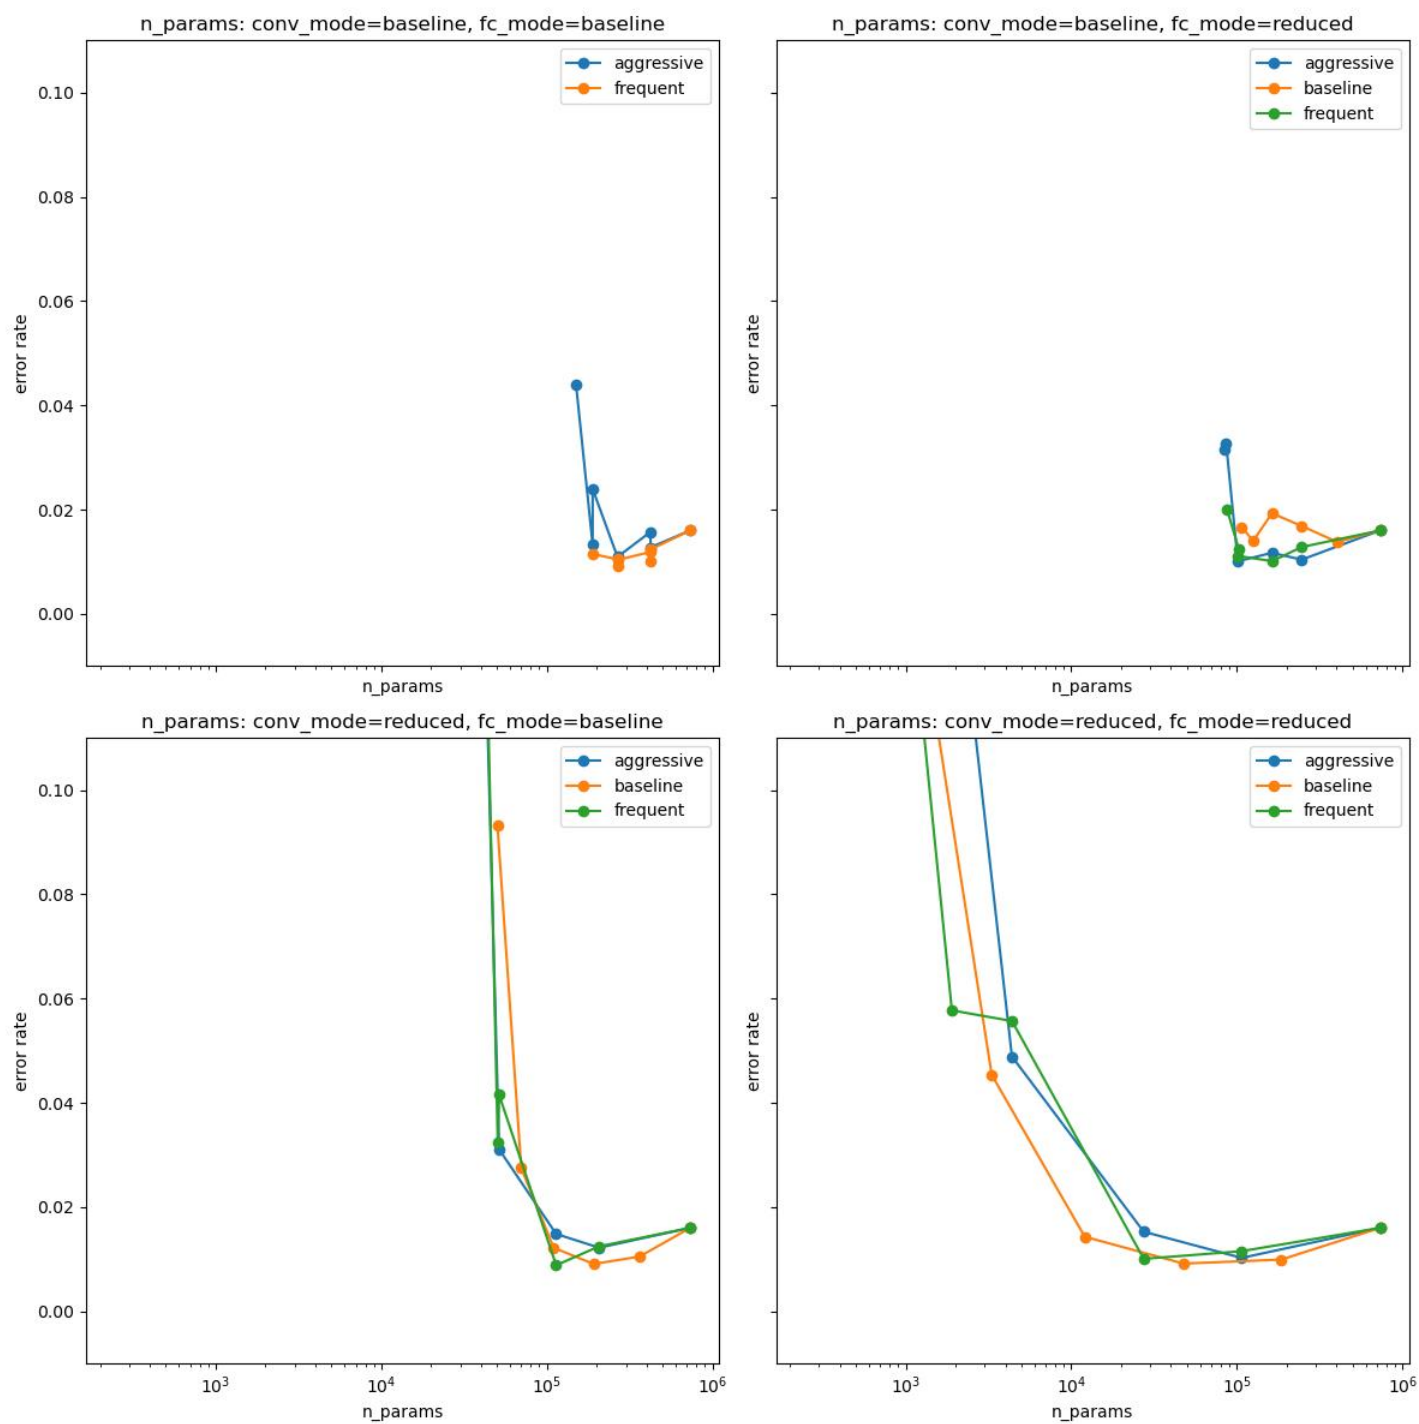 n_params: conv_mode=baseline, fc_mode=baseline
aggressive
frequent
0.10
0.08
0.06
0.04
0.02
0.00
error rate
n_params
n_params: conv_mode=baseline, fc_mode=reduced
aggressive
baseline
frequent
error rate
n_params
n_params: conv_mode=reduced, fc_mode=baseline
aggressive
baseline
frequent
0.10
0.08
0.06
0.04
0.02
0.00
error rate
10³ 10⁴ 10⁵ 10⁶
n_params
n_params: conv_mode=reduced, fc_mode=reduced
aggressive
baseline
frequent
error rate
10³ 10⁴ 10⁵ 10⁶
n_params